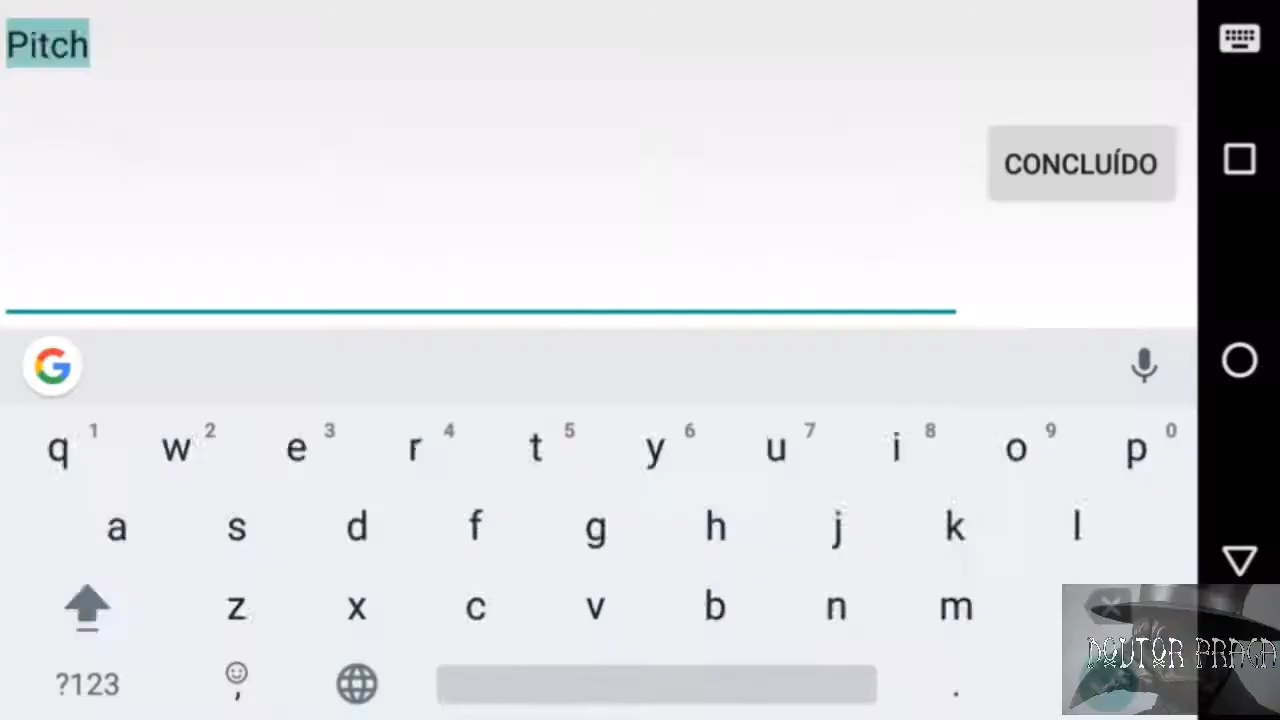 Pitch
CONCLUÍDO
G
q 1 w 2 e 3 r 4 t 5 y 6 u 7 i 8 o 9 p 0
a s d f g h j k l
z x c v b n m
?123 , .
DOUTOR PRAGA